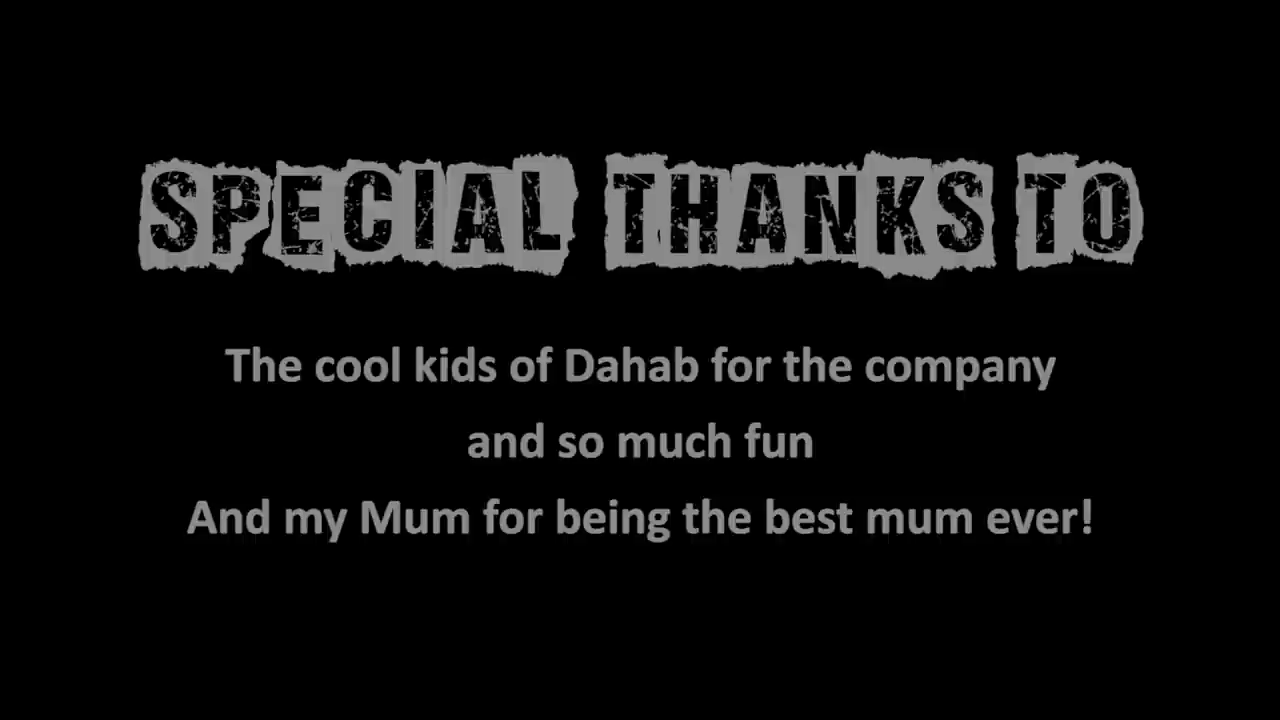 SPECIAL THANKS TO
The cool kids of Dahab for the company
and so much fun
And my Mum for being the best mum ever!